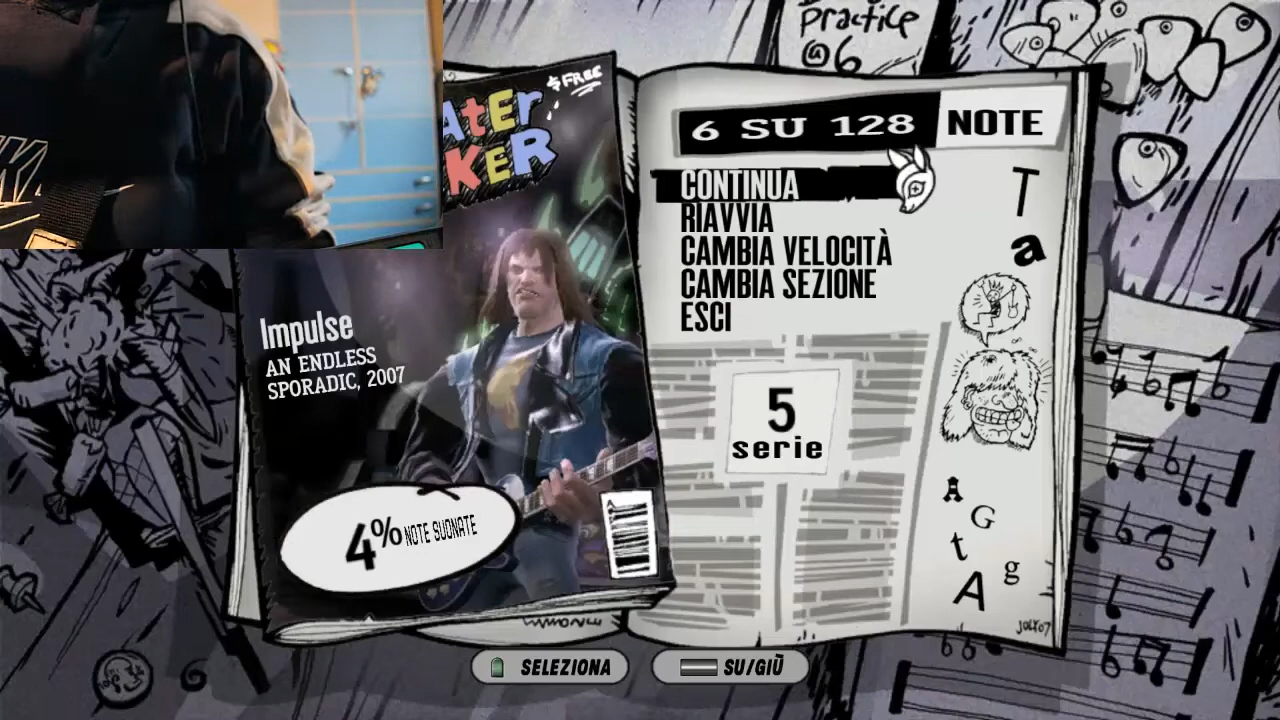 Practice
@6
$ FREE
AtEr
KER
6 SU 128 NOTE
CONTINUA
RIAVVIA
CAMBIA VELOCITÀ
CAMBIA SEZIONE
ESCI
T
a
Impulse
AN ENDLESS
SPORADIC, 2007
5
serie
4% NOTE SUONATE
A
G
t
g
A
SELEZIONA
SU/GIÙ